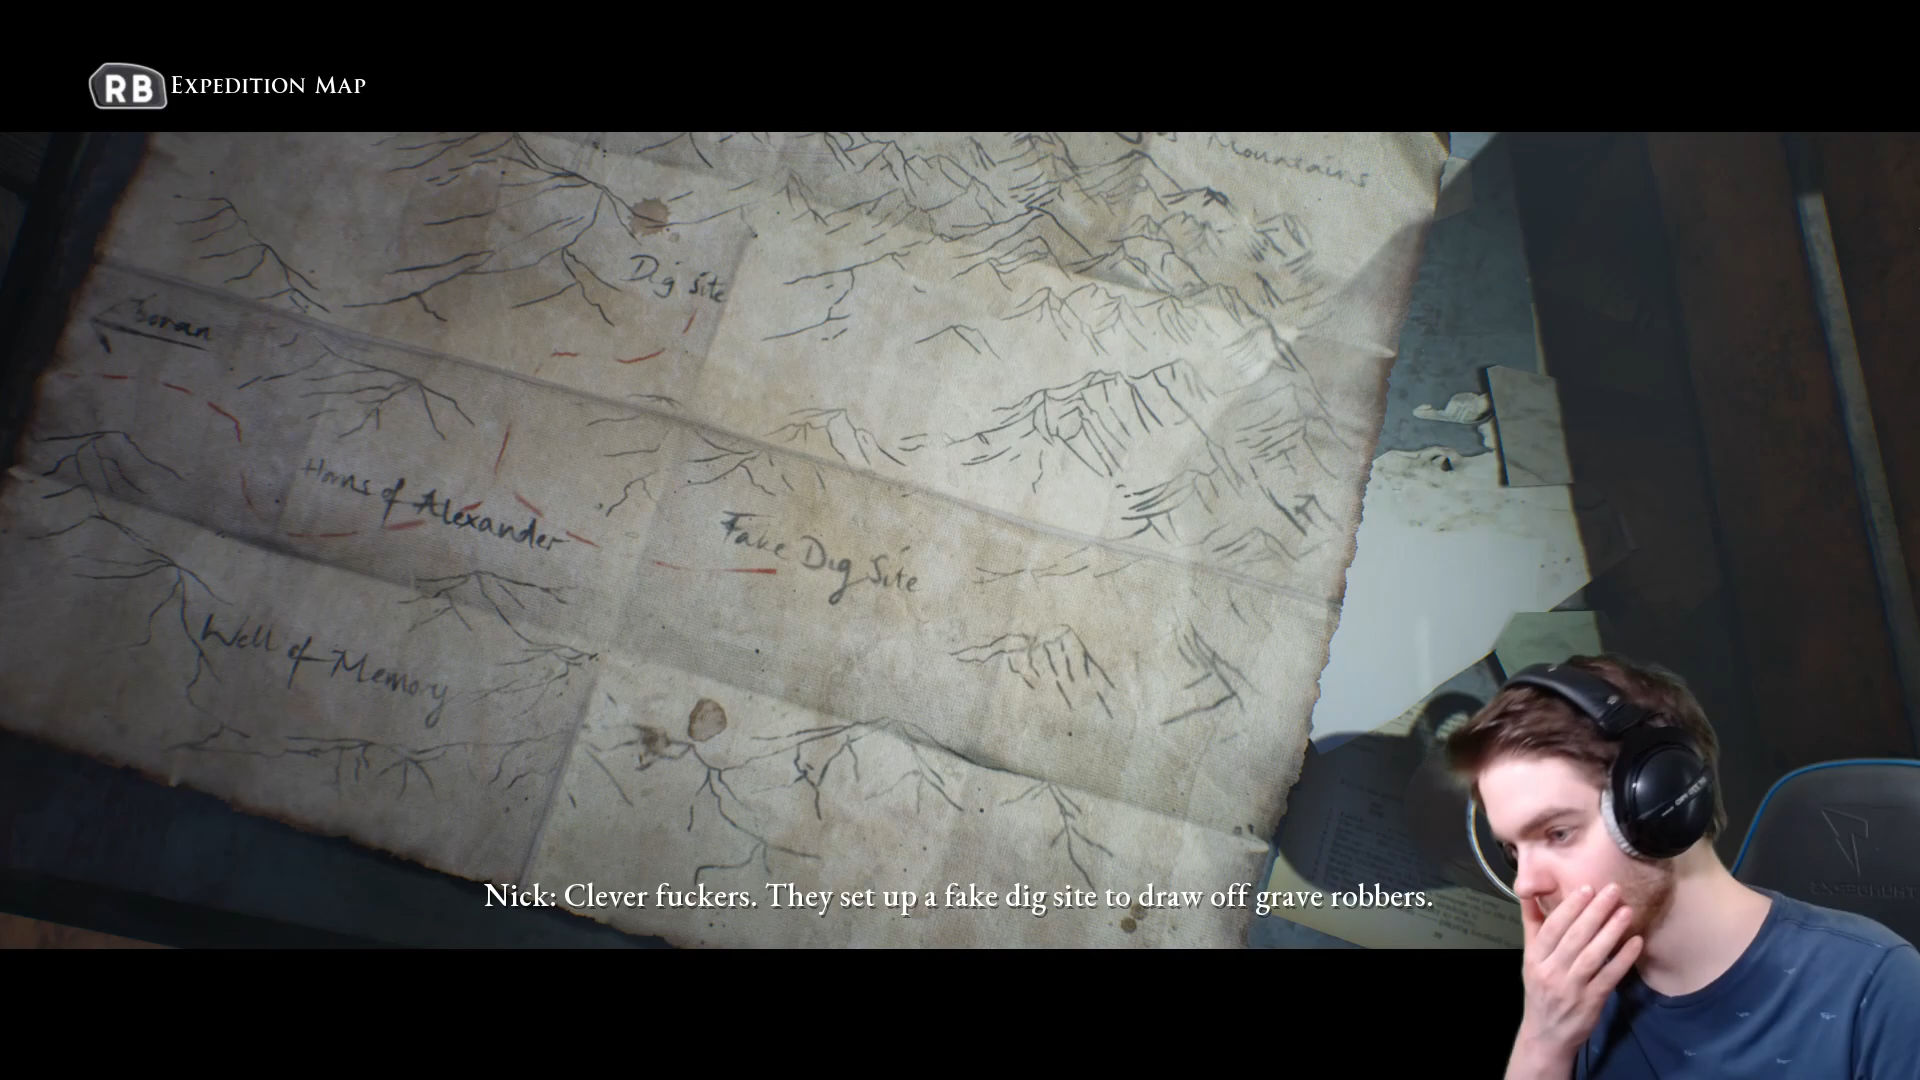 RB Expedition Map
Mountains
Dig site
Boran
Horns of Alexander
Fake Dig Site
Well of Memory
Nick: Clever fuckers. They set up a fake dig site to draw off grave robbers.